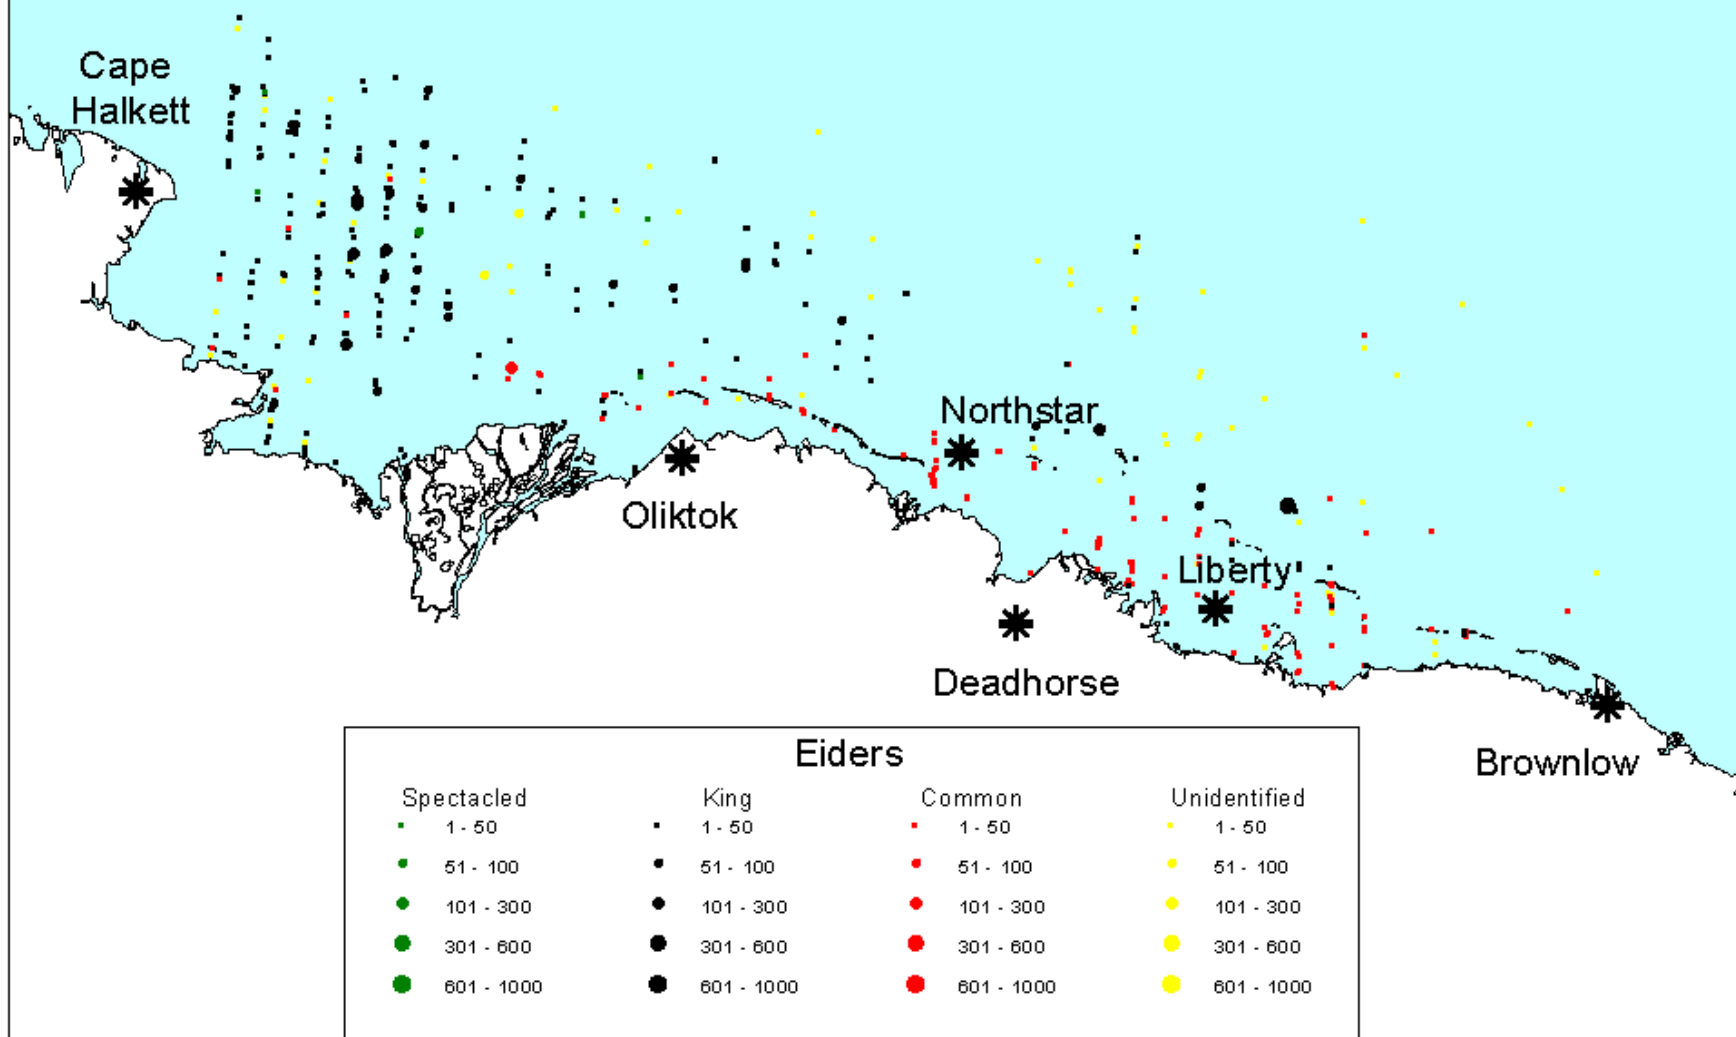 Cape
Halkett
Northstar
Oliktok
Liberty
Deadhorse
Brownlow
Eiders
Spectacled King Common Unidentified
1 - 50 1 - 50 1 - 50 1 - 50
51 - 100 51 - 100 51 - 100 51 - 100
101 - 300 101 - 300 101 - 300 101 - 300
301 - 600 301 - 600 301 - 600 301 - 600
601 - 1000 601 - 1000 601 - 1000 601 - 1000